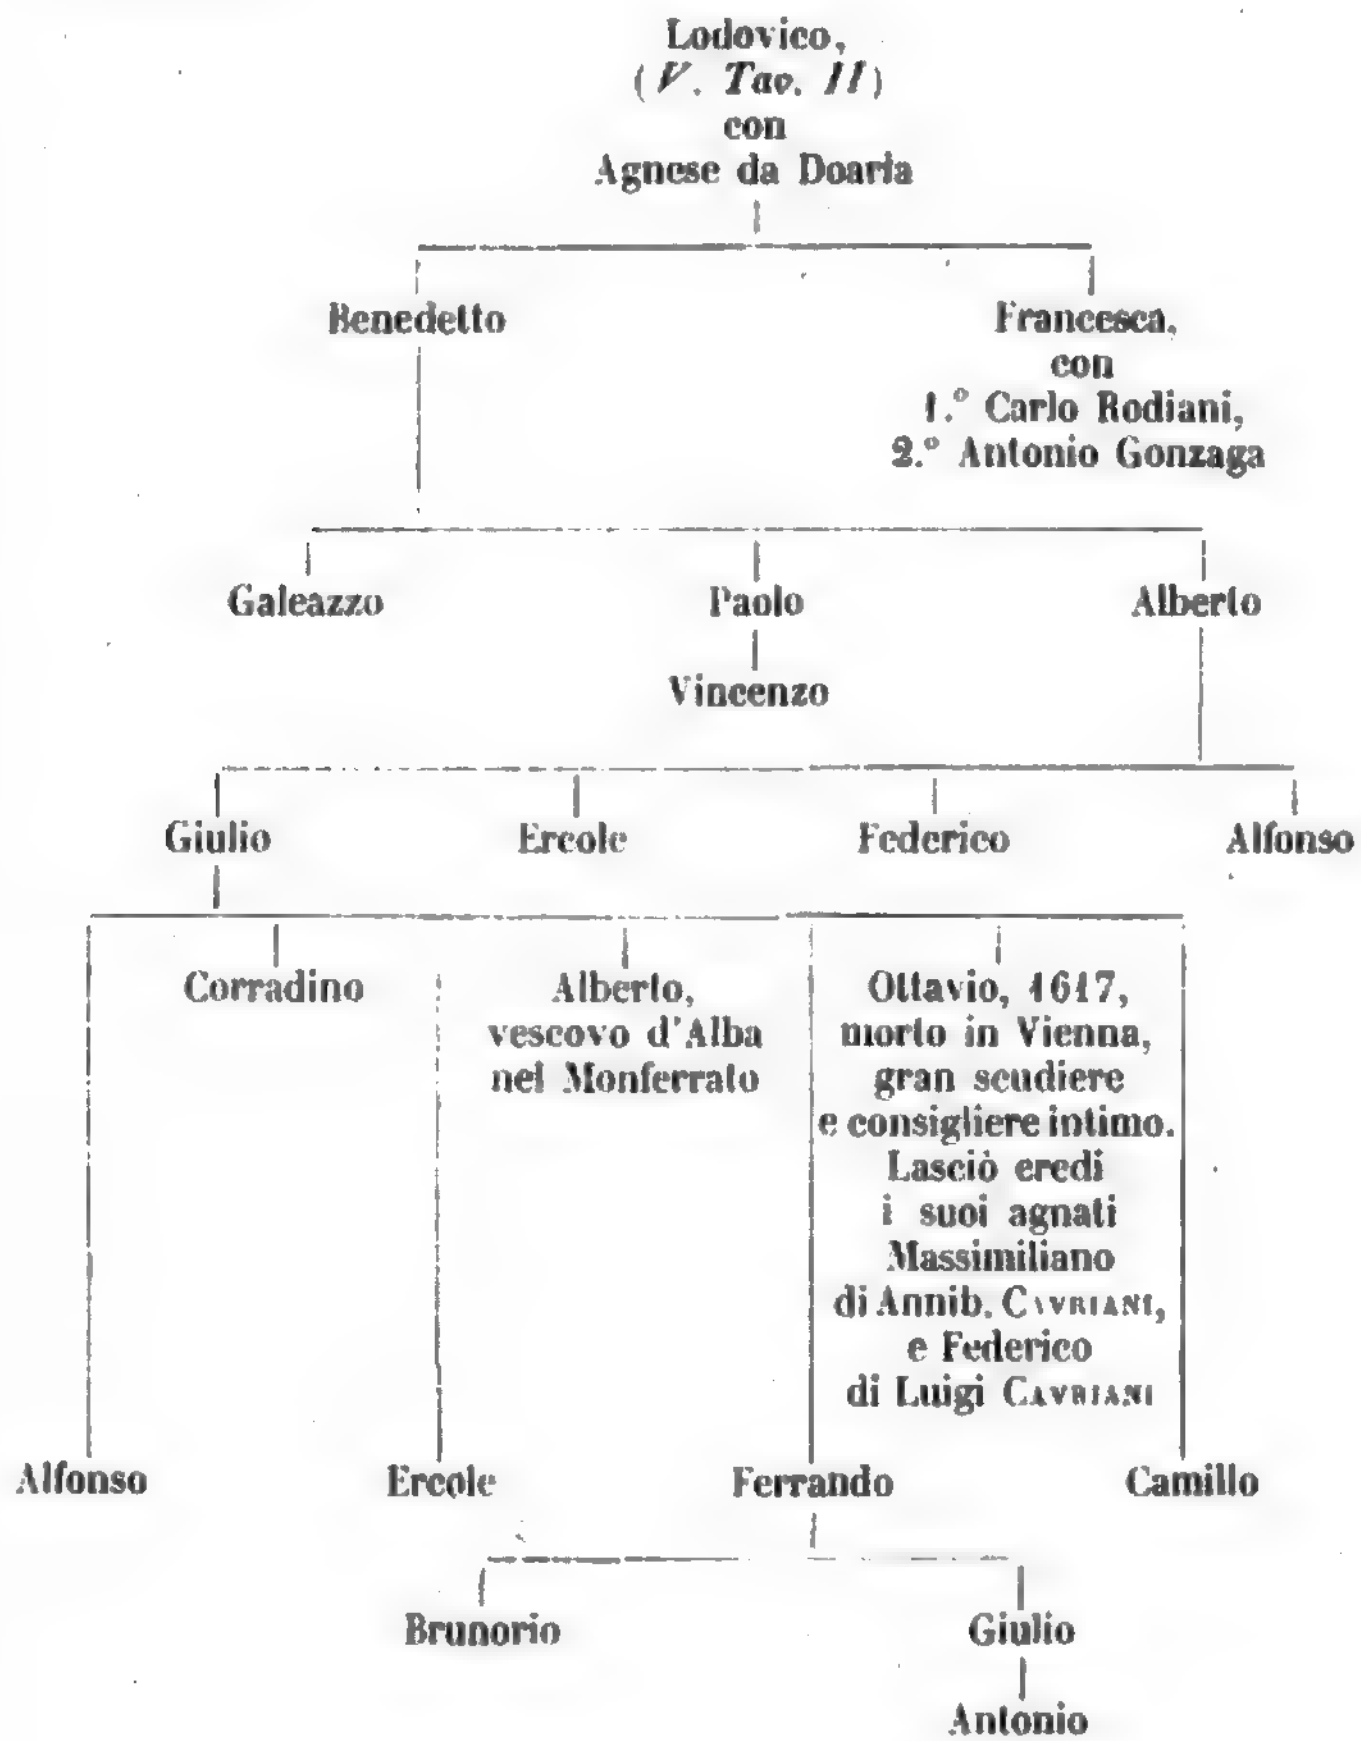 Lodovico,
(V. Tav. II)
con
Agnese da Doarla
Benedetto
Francesca,
con
1.° Carlo Rodiani,
2.° Antonio Gonzaga
Galeazzo
Paolo
Alberto
Vincenzo
Giulio
Ercole
Federico
Alfonso
Corradino
Alberto,
vescovo d'Alba
nel Monferrato
Ottavio, 1617,
morto in Vienna,
gran scudiere
e consigliere intimo.
Lasciò eredi
i suoi agnati
Massimiliano
di Annib. CAVRIANI,
e Federico
di Luigi CAVRIANI
Alfonso
Ercole
Ferrando
Camillo
Brunorio
Giulio
Antonio